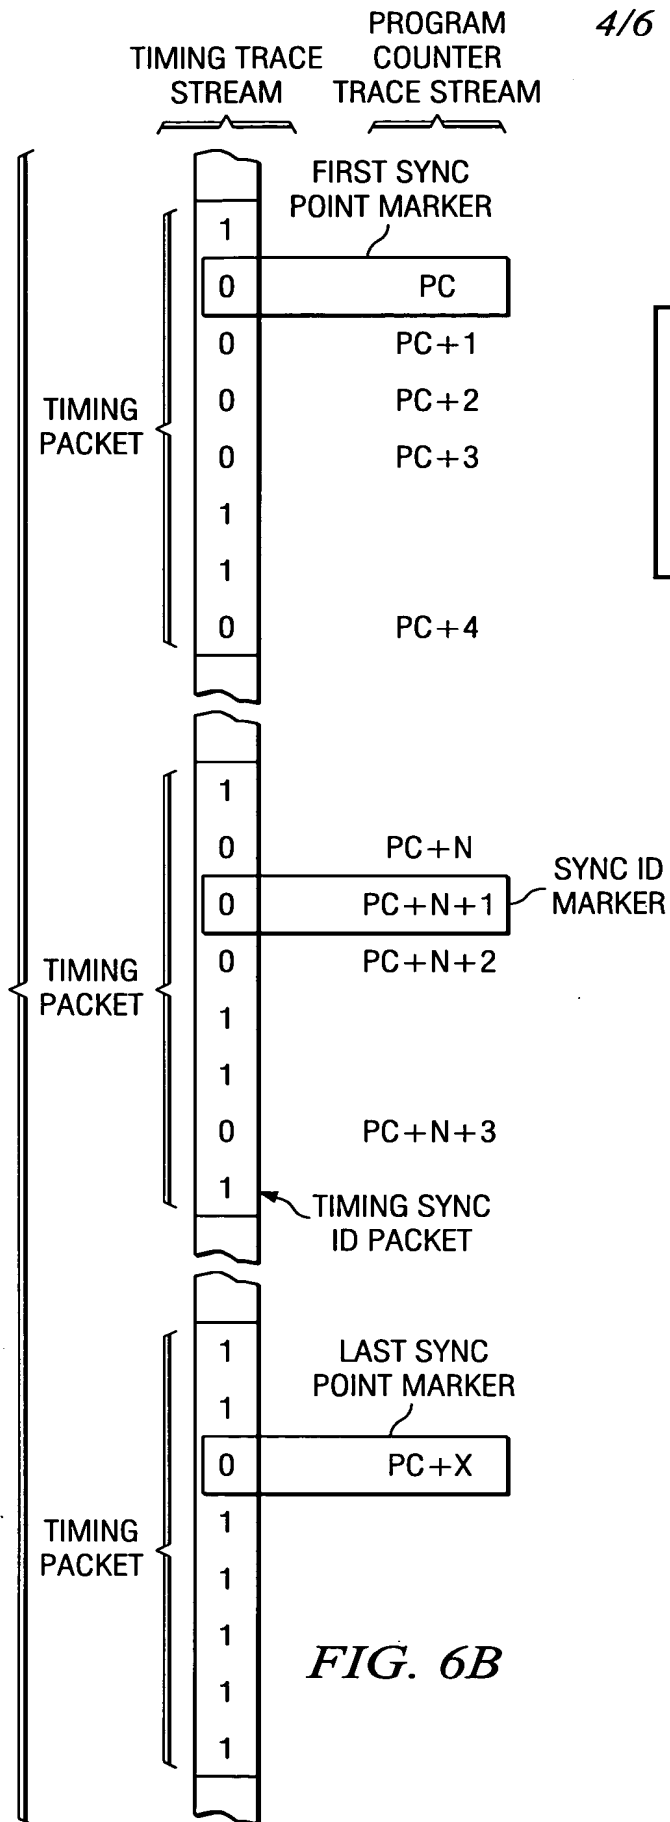 4/6
TIMING TRACE
STREAM
PROGRAM
COUNTER
TRACE STREAM
FIRST SYNC
POINT MARKER
1
0 PC
0 PC+1
0 PC+2
0 PC+3
1
1
0 PC+4
TIMING
PACKET
1
0 PC+N
0 PC+N+1
SYNC ID
MARKER
0 PC+N+2
1
1
0 PC+N+3
1
TIMING
PACKET
TIMING SYNC
ID PACKET
1
LAST SYNC
POINT MARKER
1
0 PC+X
1
1
1
1
1
TIMING
PACKET
FIG. 6B